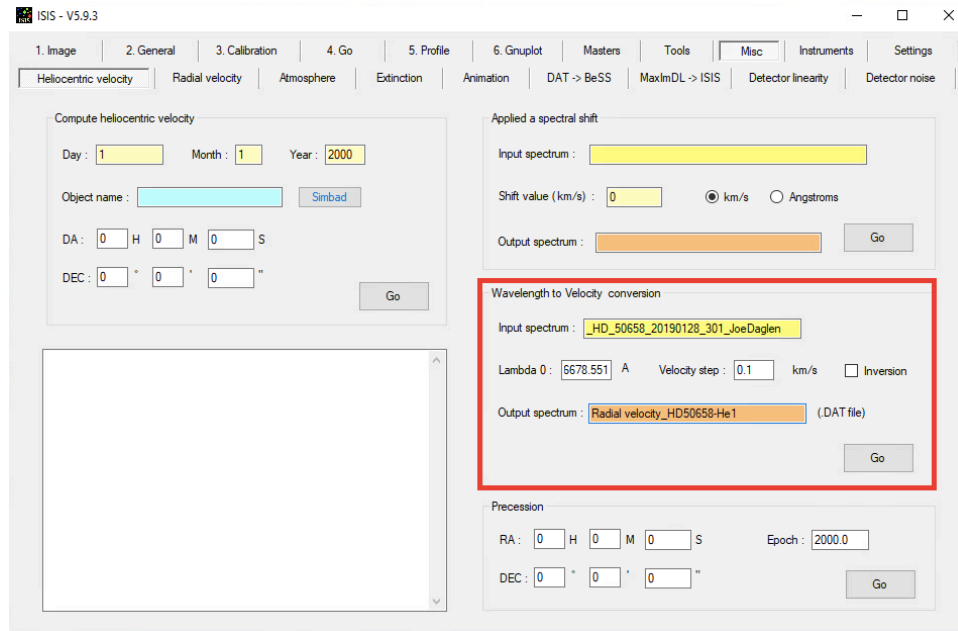 ISIS - V5.9.3
1. Image 2. General 3. Calibration 4. Go 5. Profile 6. Gnuplot Masters Tools Misc Instruments Settings
Heliocentric velocity Radial velocity Atmosphere Extinction Animation DAT -> BeSS MaxImDL -> ISIS Detector linearity Detector noise
Compute heliocentric velocity
Day : 1 Month : 1 Year : 2000
Object name : Simbad
DA : 0 H 0 M 0 S
DEC : 0 ° 0 ' 0 "
Go
Applied a spectral shift
Input spectrum :
Shift value (km/s) : 0 km/s Angstroms
Output spectrum : Go
Wavelength to Velocity conversion
Input spectrum : _HD_50658_20190128_301_JoeDaglen
Lambda 0 : 6678.551 A Velocity step : 0.1 km/s Inversion
Output spectrum : Radial velocity_HD50658-He1 (.DAT file)
Go
Precession
RA : 0 H 0 M 0 S Epoch : 2000.0
DEC : 0 ° 0 ' 0 " Go